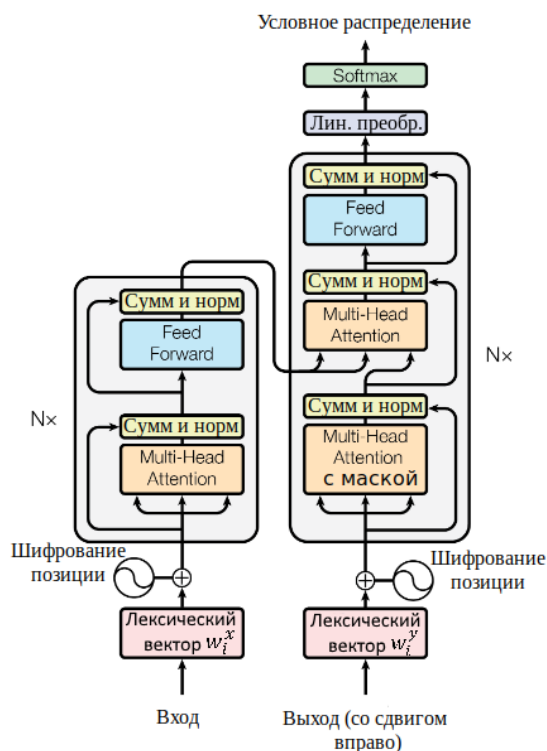 Условное распределение
Softmax
Лин. преобр.
Сумм и норм
Feed
Forward
Сумм и норм
Multi-Head
Attention
Nx
Сумм и норм
Multi-Head
Attention
с маской
Сумм и норм
Feed
Forward
Nx
Сумм и норм
Multi-Head
Attention
Шифрование
позиции
Шифрование
позиции
Лексический
вектор w_i^x
Лексический
вектор w_i^y
Вход
Выход (со сдвигом
вправо)